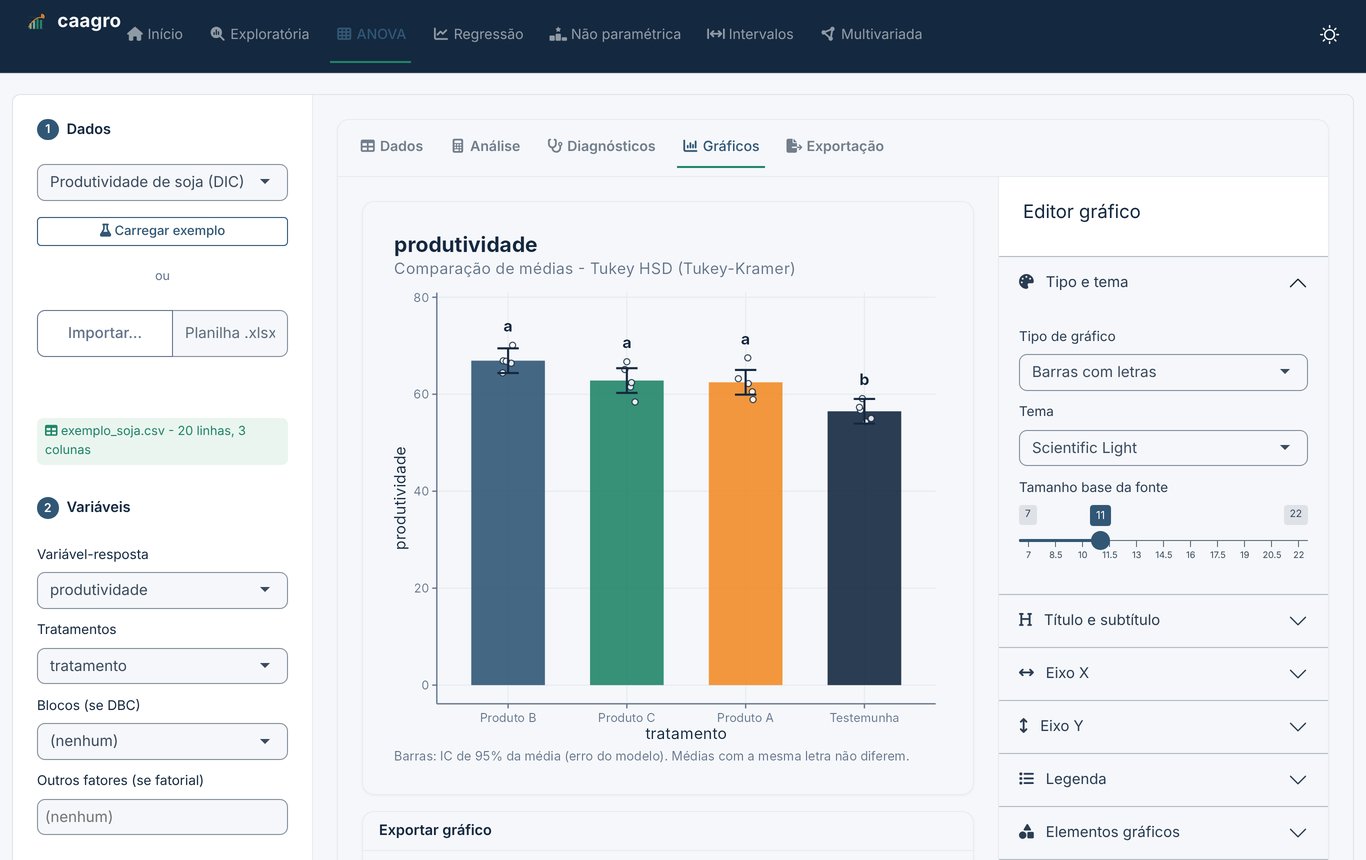 caagro
Início
Exploratória
ANOVA
Regressão
Não paramétrica
Intervalos
Multivariada
1 Dados
Produtividade de soja (DIC)
Carregar exemplo
ou
Importar...
Planilha .xlsx
exemplo_soja.csv - 20 linhas, 3
colunas
2 Variáveis
Variável-resposta
produtividade
Tratamentos
tratamento
Blocos (se DBC)
(nenhum)
Outros fatores (se fatorial)
(nenhum)
Dados
Análise
Diagnósticos
Gráficos
Exportação
produtividade
Comparação de médias - Tukey HSD (Tukey-Kramer)
80
60
40
20
0
produtividade
a
a
a
b
Produto B
Produto C
Produto A
Testemunha
tratamento
Barras: IC de 95% da média (erro do modelo). Médias com a mesma letra não diferem.
Exportar gráfico
Editor gráfico
Tipo e tema
Tipo de gráfico
Barras com letras
Tema
Scientific Light
Tamanho base da fonte
7 11 22
7 8.5 10 11.5 13 14.5 16 17.5 19 20.5 22
Título e subtítulo
Eixo X
Eixo Y
Legenda
Elementos gráficos